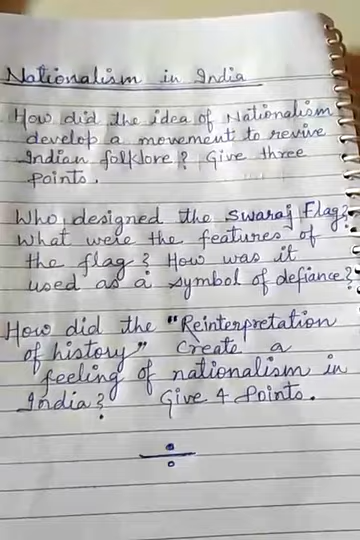 Nationalism in India
How did the idea of Nationalism
develop a movement to revive
Indian folklore? Give three
points.
Who designed the Swaraj Flag?
What were the features of
the flag? How was it
used as a symbol of defiance?
How did the "Reinterpretation
of history" create a
feeling of nationalism in
India? Give 4 points.